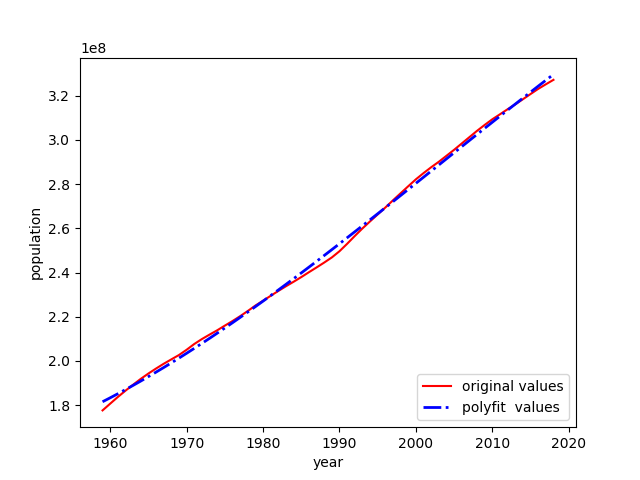 1e8
3.2
3.0
2.8
2.6
2.4
2.2
2.0
1.8
population
1960 1970 1980 1990 2000 2010 2020
year
original values
polyfit  values